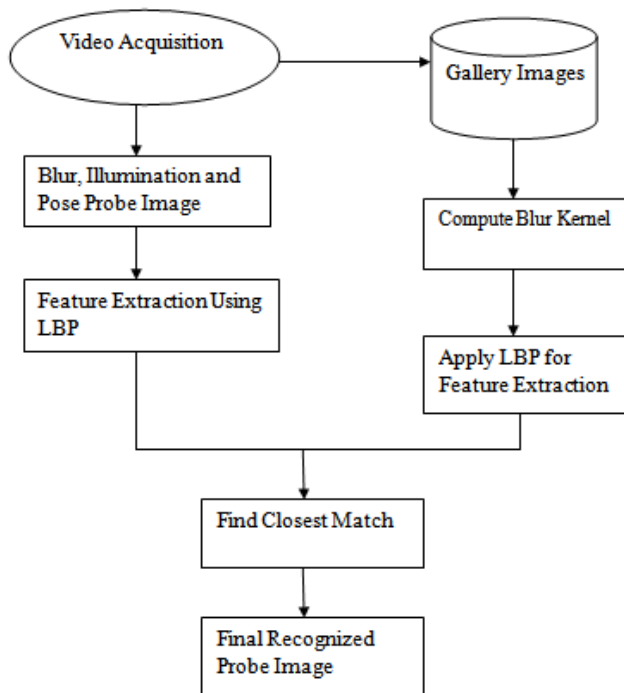 Video Acquisition
Gallery Images
Blur, Illumination and
Pose Probe Image
Compute Blur Kernel
Feature Extraction Using
LBP
Apply LBP for
Feature Extraction
Find Closest Match
Final Recognized
Probe Image